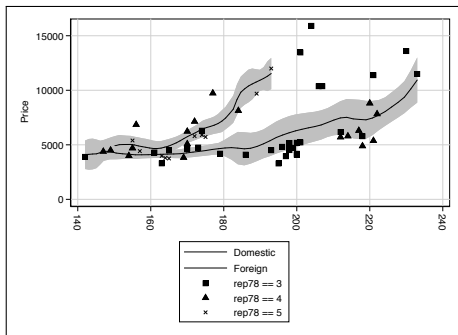 15000
10000
5000
0
Price
140
160
180
200
220
240
Domestic
Foreign
rep78 == 3
rep78 == 4
rep78 == 5